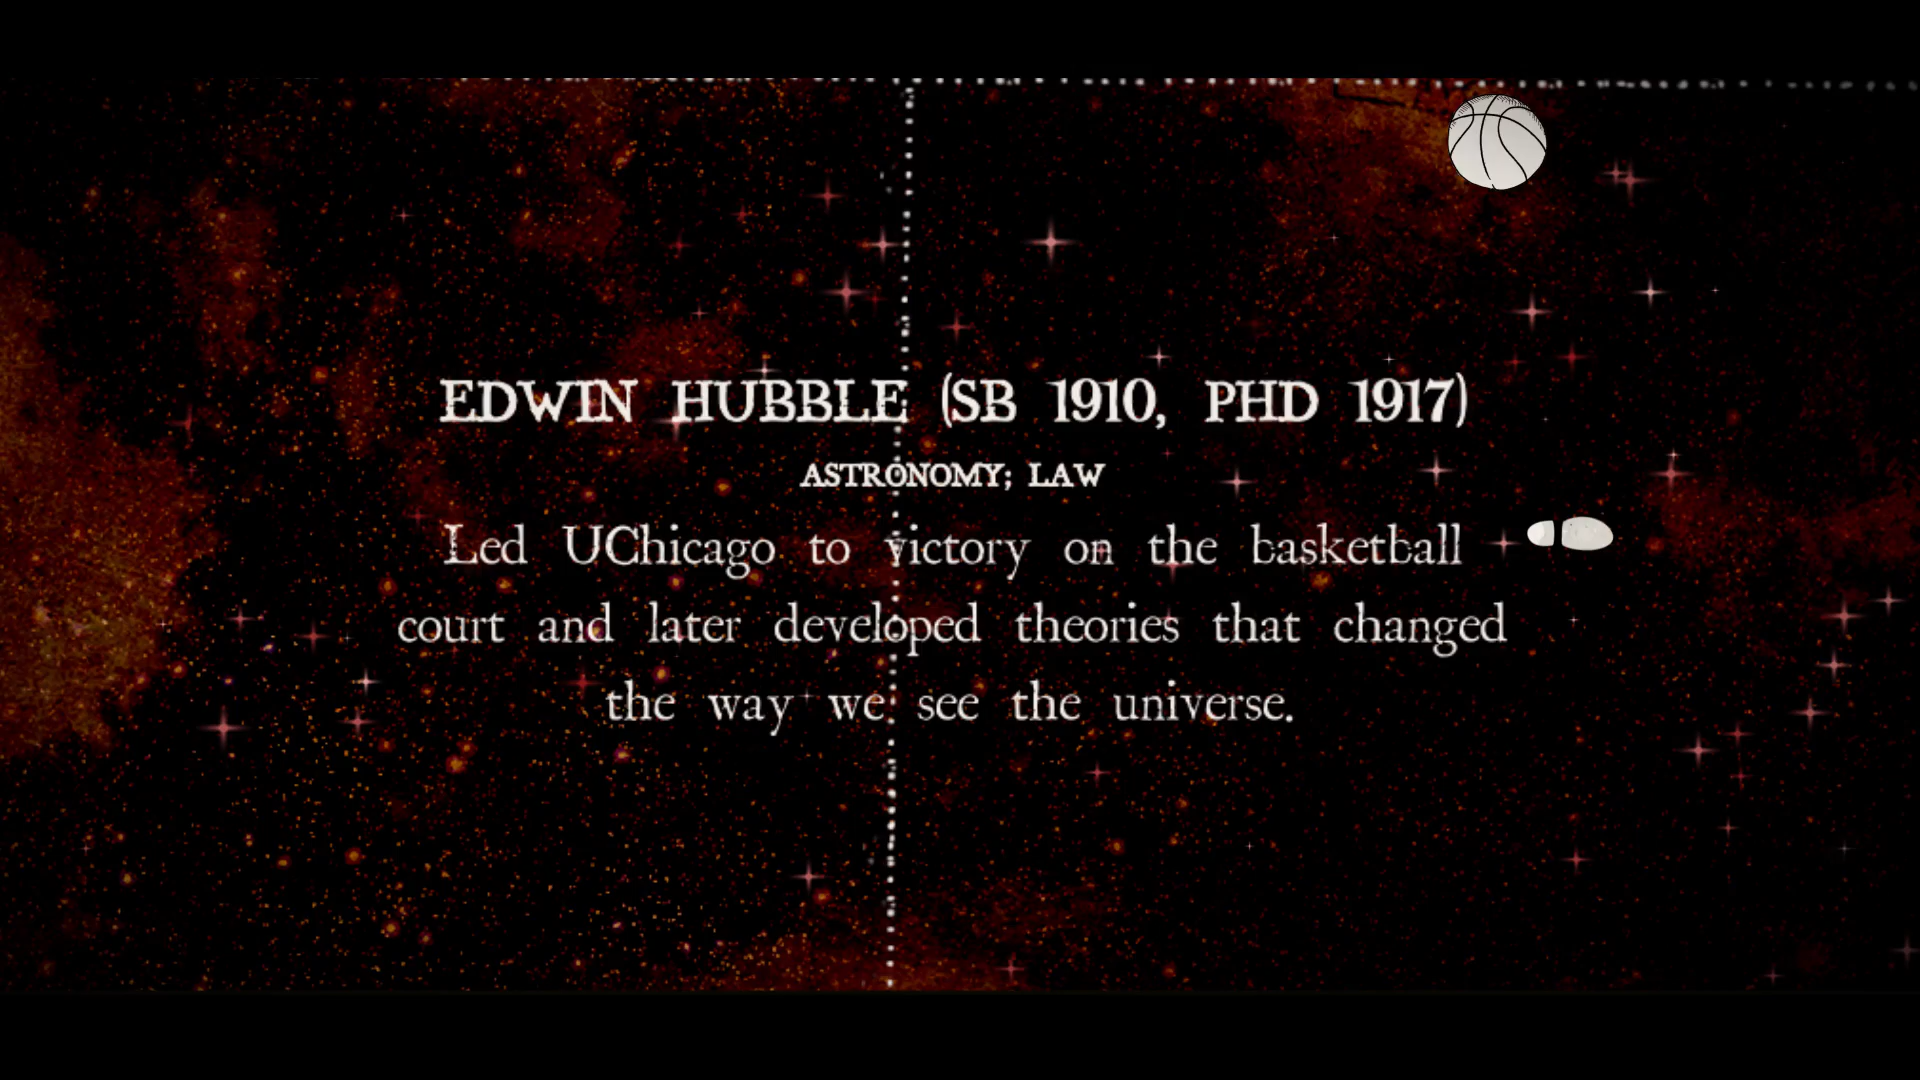 EDWIN HUBBLE (SB 1910, PHD 1917)
ASTRONOMY; LAW
Led UChicago to victory on the basketball
court and later developed theories that changed
the way we see the universe.